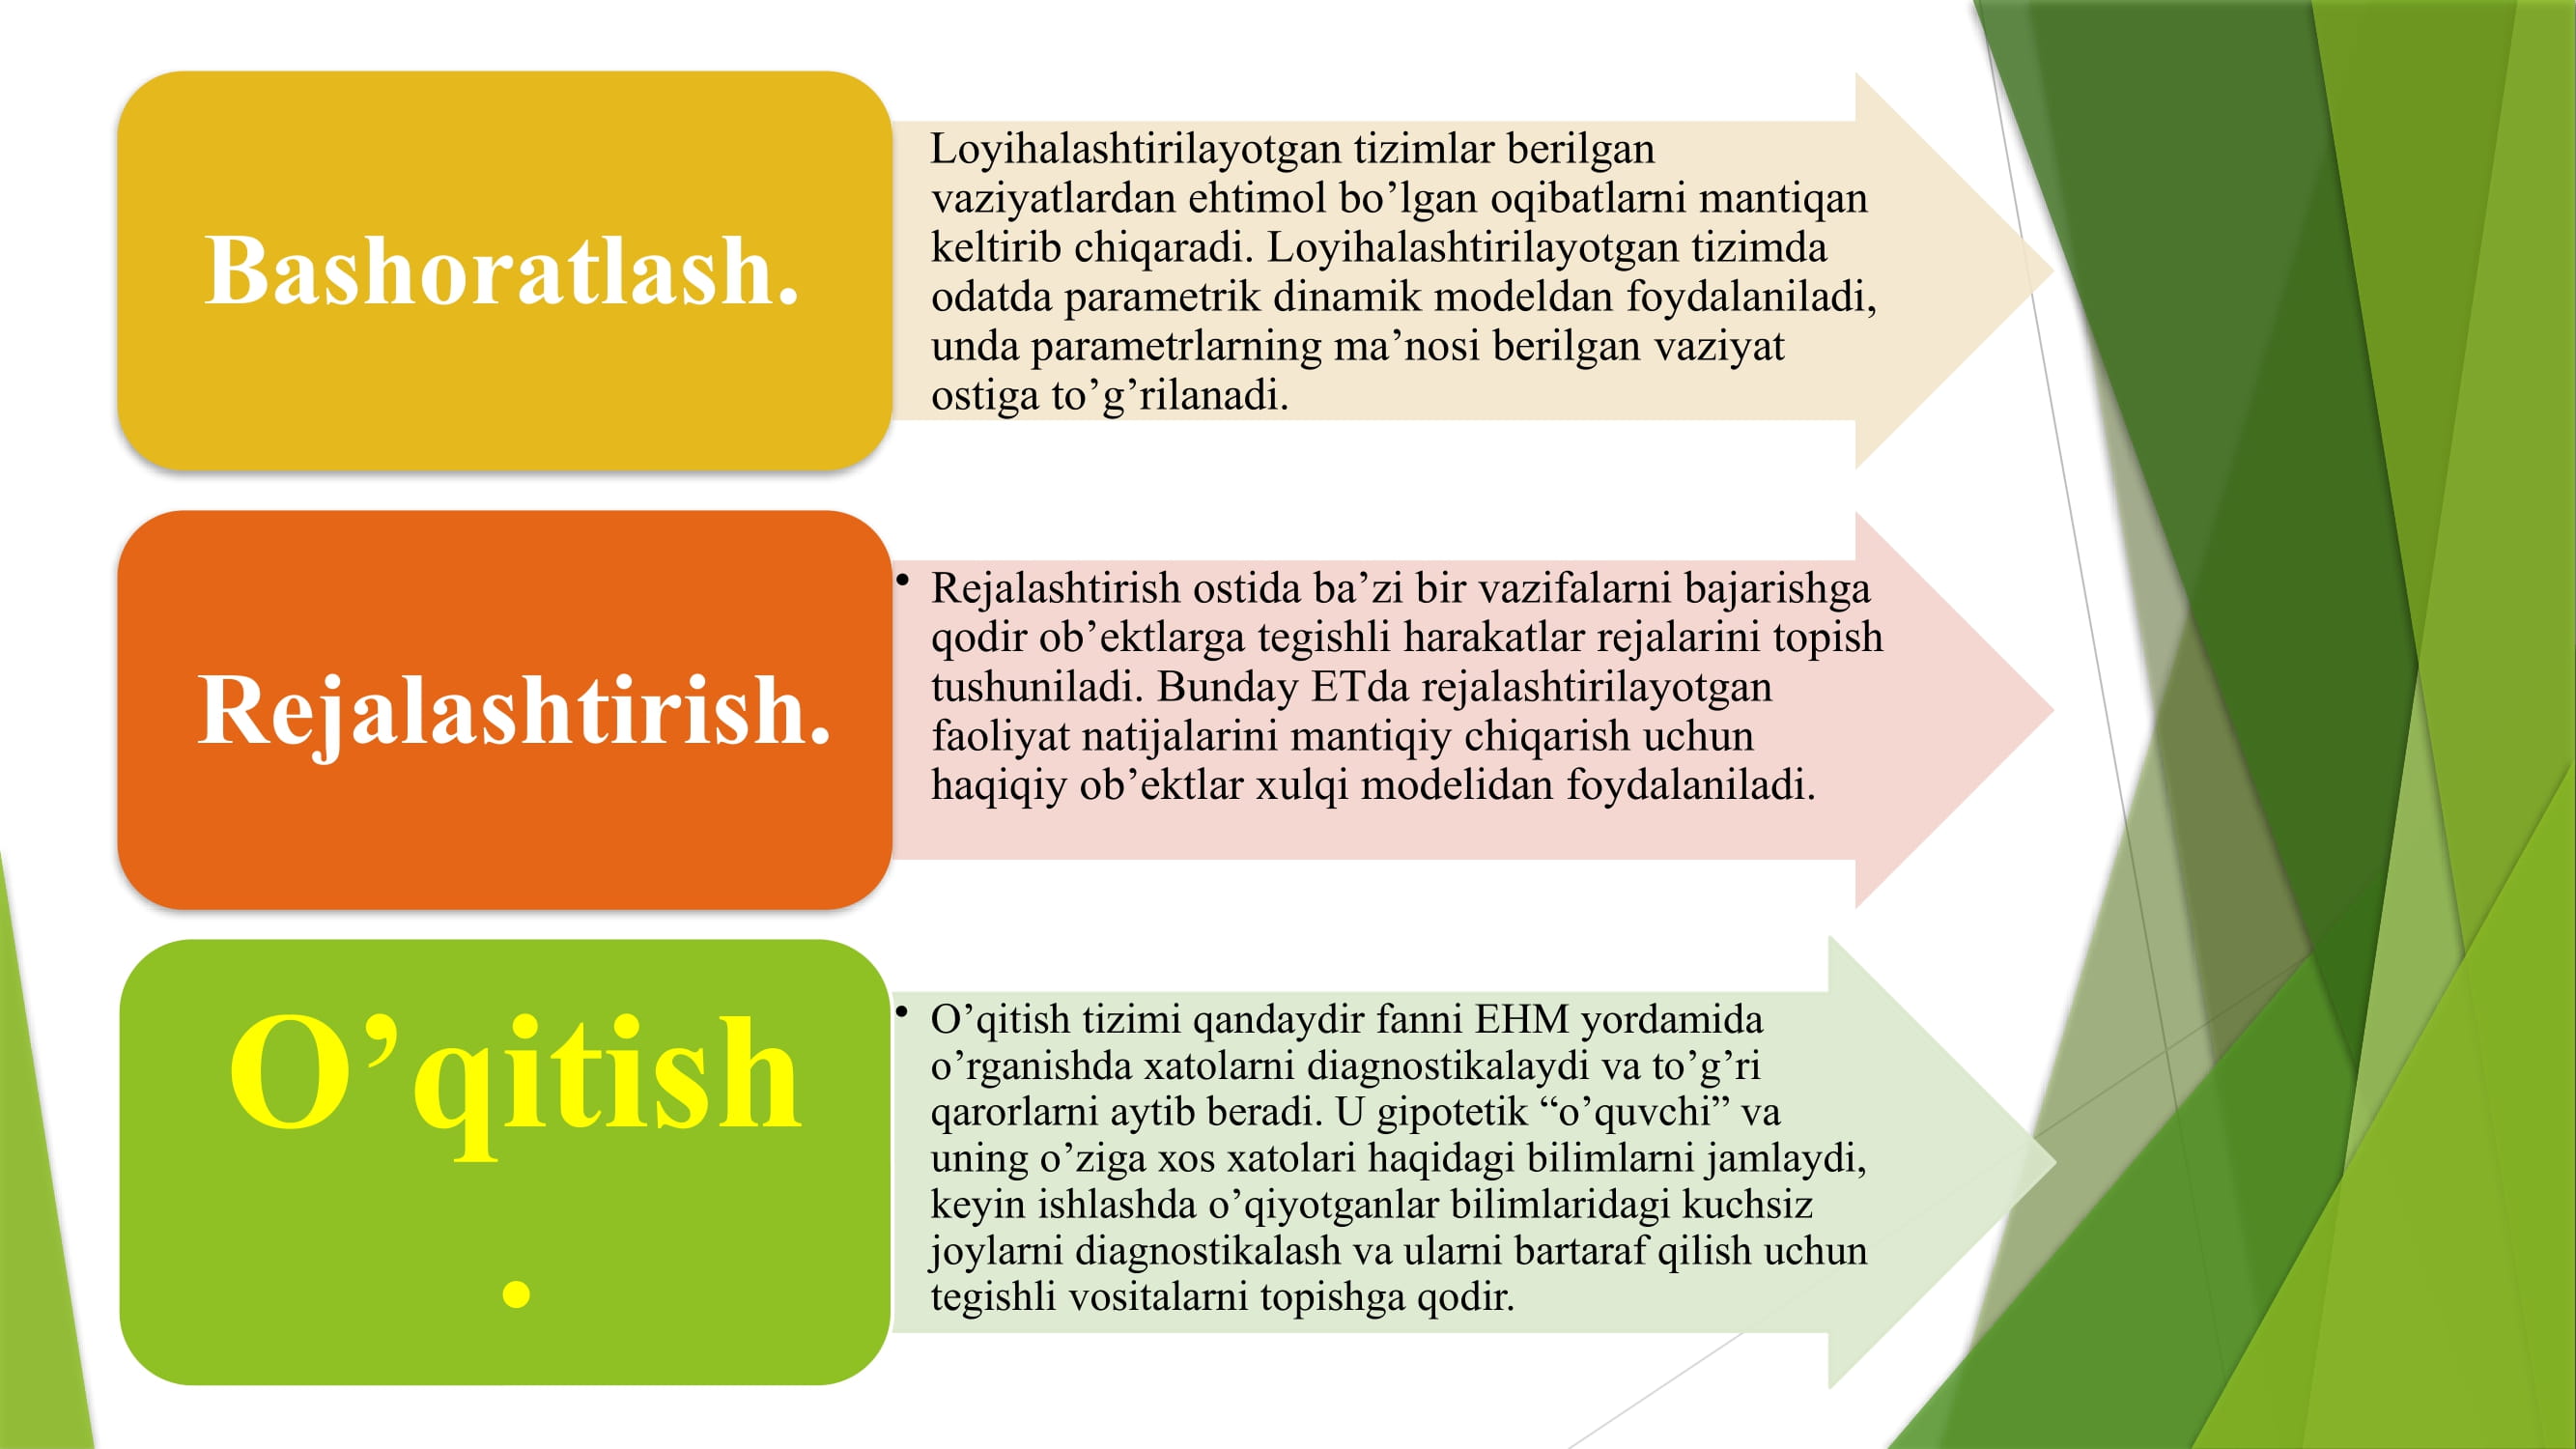 Bashoratlash.
Loyihalashtirilayotgan tizimlar berilgan
vaziyatlardan ehtimol bo’lgan oqibatlarni mantiqan
keltirib chiqaradi. Loyihalashtirilayotgan tizimda
odatda parametrik dinamik modeldan foydalaniladi,
unda parametrlarning ma’nosi berilgan vaziyat
ostiga to’g’rilanadi.
Rejalashtirish.
• Rejalashtirish ostida ba’zi bir vazifalarni bajarishga
qodir ob’ektlarga tegishli harakatlar rejalarini topish
tushuniladi. Bunday ETda rejalashtirilayotgan
faoliyat natijalarini mantiqiy chiqarish uchun
haqiqiy ob’ektlar xulqi modelidan foydalaniladi.
O’qitish
.
• O’qitish tizimi qandaydir fanni EHM yordamida
o’rganishda xatolarni diagnostikalaydi va to’g’ri
qarorlarni aytib beradi. U gipotetik “o’quvchi” va
uning o’ziga xos xatolari haqidagi bilimlarni jamlaydi,
keyin ishlashda o’qiyotganlar bilimlaridagi kuchsiz
joylarni diagnostikalash va ularni bartaraf qilish uchun
tegishli vositalarni topishga qodir.